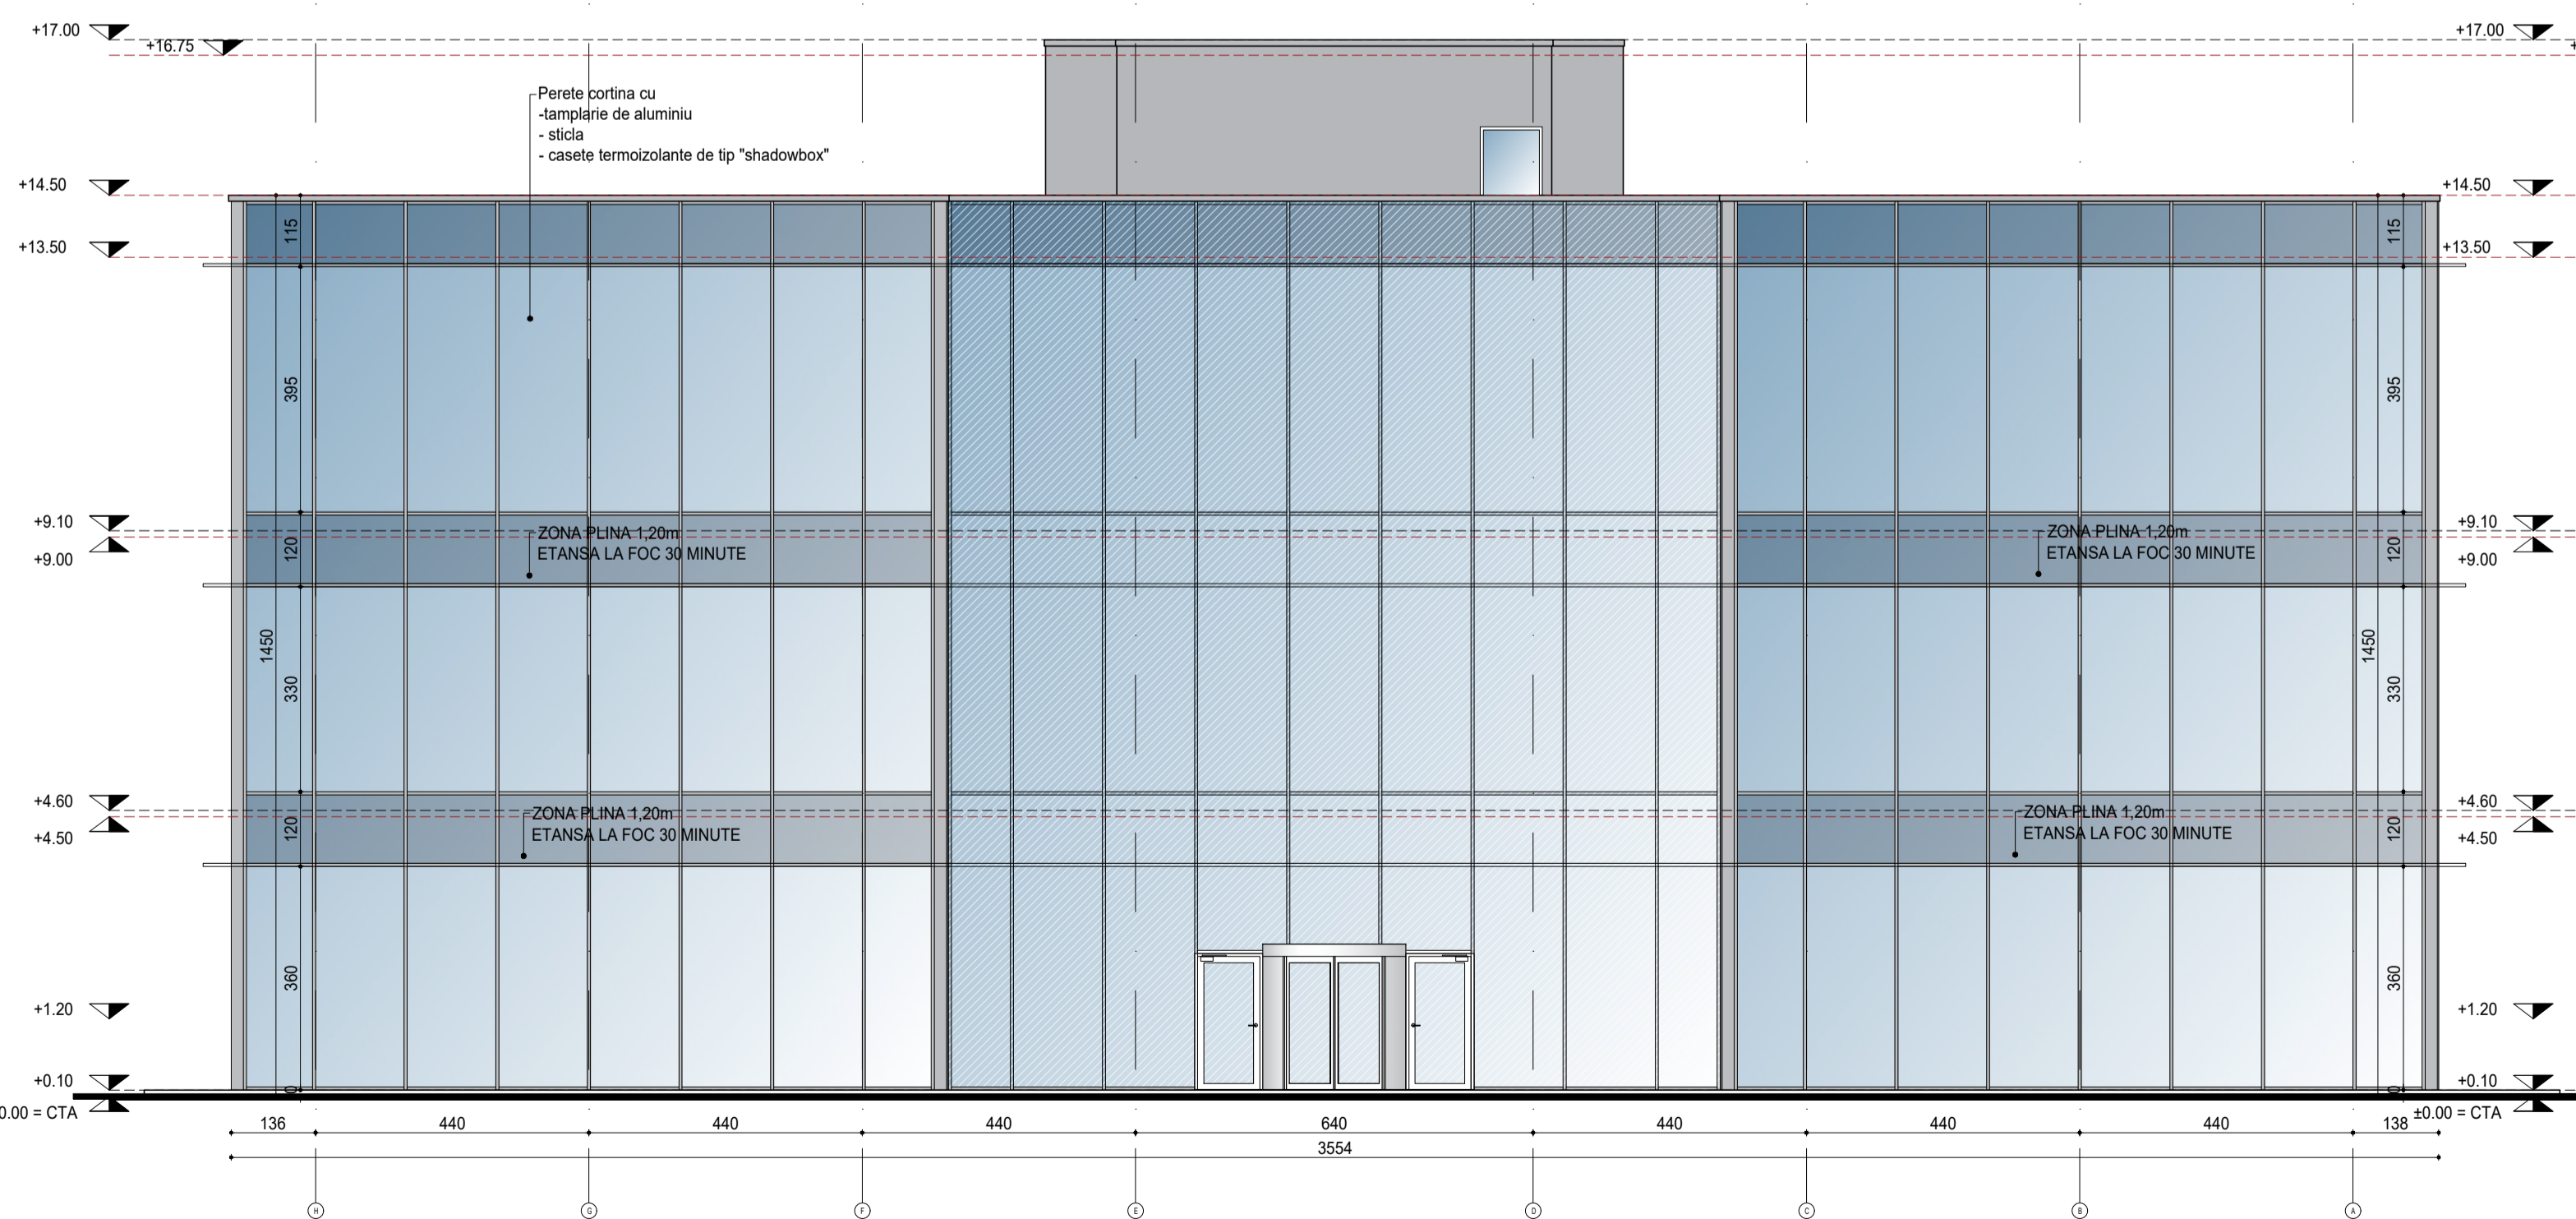 +17.00
+16.75
+17.00
Perete cortina cu
-tamplarie de aluminiu
- sticla
- casete termoizolante de tip "shadowbox"
+14.50
+14.50
115
115
+13.50
+13.50
395
395
+9.10
ZONA PLINA 1,20m
ETANSA LA FOC 30 MINUTE
ZONA PLINA 1,20m
ETANSA LA FOC 30 MINUTE
+9.10
120
120
+9.00
+9.00
1450
330
1450
330
+4.60
ZONA PLINA 1,20m
ETANSA LA FOC 30 MINUTE
ZONA PLINA 1,20m
ETANSA LA FOC 30 MINUTE
+4.60
120
120
+4.50
+4.50
360
360
+1.20
+1.20
+0.10
0
0
+0.10
0.00 = CTA
±0.00 = CTA
136 440 440 440 640 440 440 440 138
3554
H G F E D C B A